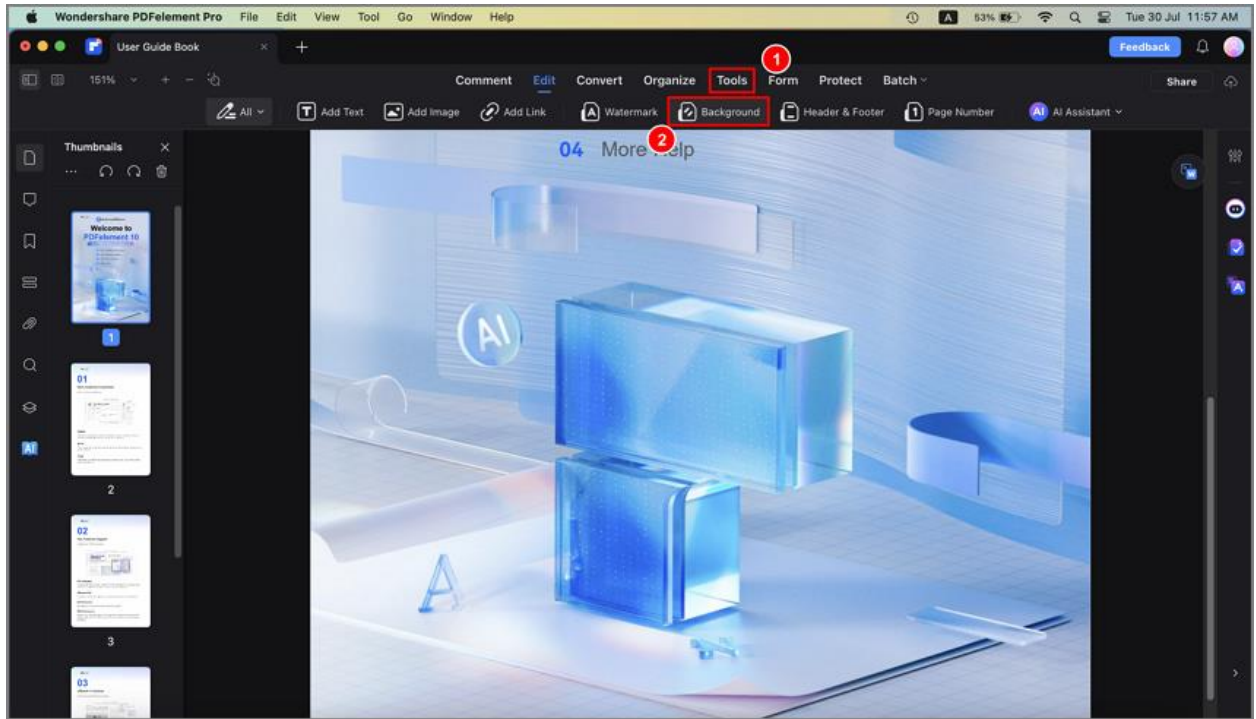 Wondershare PDFelement Pro File Edit View Tool Go Window Help A 53% Tue 30 Jul 11:57 AM
User Guide Book × + Feedback
1
151% + - Comment Edit Convert Organize Tools Form Protect Batch Share
All T Add Text Add Image Add Link A Watermark Background Header & Footer 1 Page Number AI AI Assistant
2
Thumbnails ×
04 More Help
Welcome to
PDFelement 10
1
AI
01
2
02
3
03
A
AI